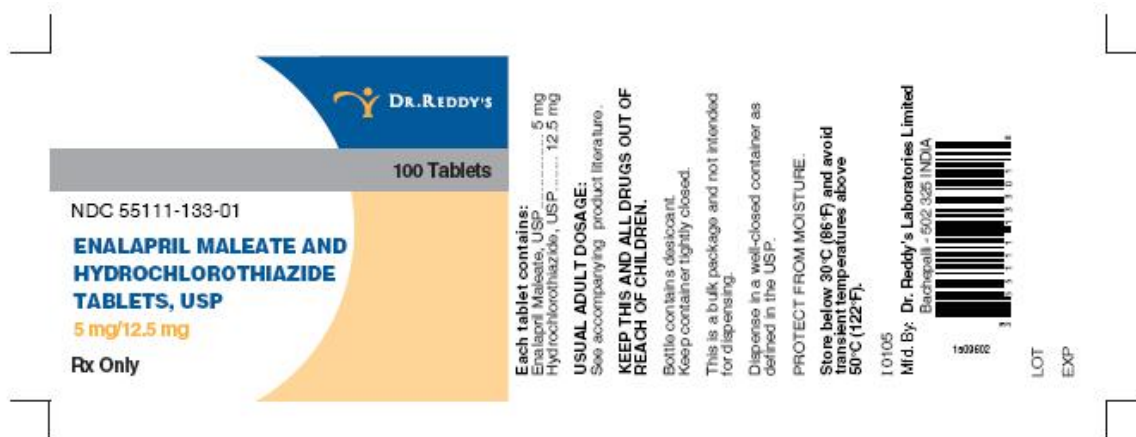 DR.REDDY'S
100 Tablets
NDC 55111-133-01
ENALAPRIL MALEATE AND
HYDROCHLOROTHIAZIDE
TABLETS, USP
5 mg/12.5 mg
Rx Only
Each tablet contains:
Enalapril Maleate, USP.............. 5 mg
Hydrochlorothiazide, USP........ 12.5 mg
USUAL ADULT DOSAGE:
See accompanying product literature.
KEEP THIS AND ALL DRUGS OUT OF
REACH OF CHILDREN.
Bottle contains desiccant.
Keep container tightly closed.
This is a bulk package and not intended
for dispensing.
Dispense in a well-closed container as
defined in the USP.
PROTECT FROM MOISTURE.
Store below 30°C (86°F) and avoid
transient temperatures above
50°C (122°F).
I 0105
Mfd. By: Dr. Reddy's Laboratories Limited
Bachepalli - 502 325 INDIA
LOT
EXP